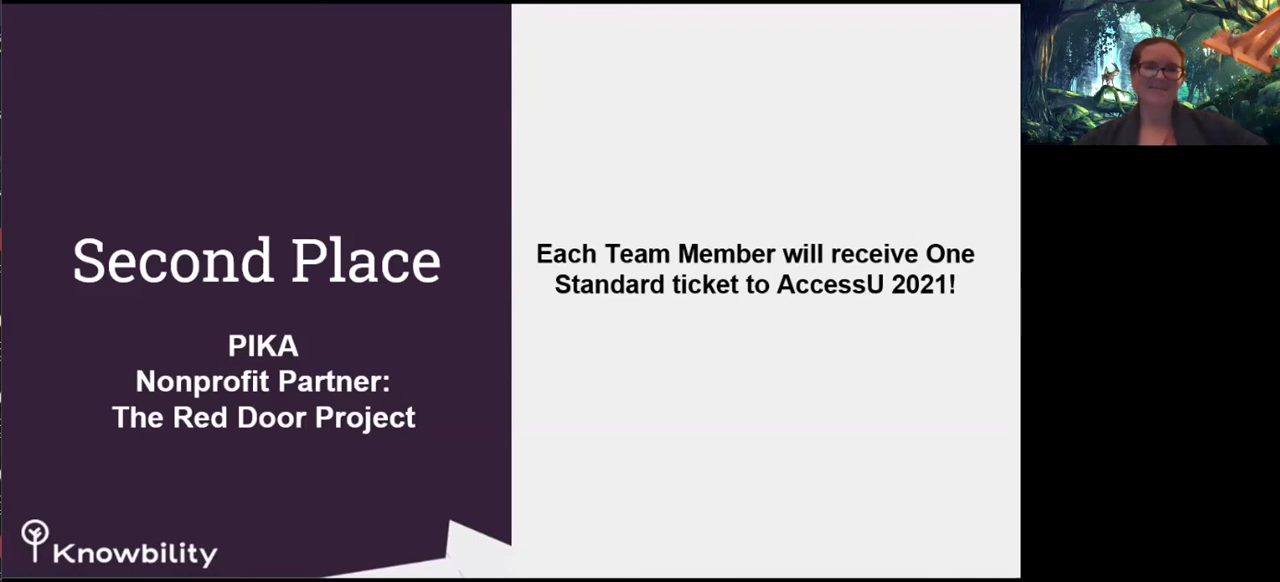 Second Place
PIKA
Nonprofit Partner:
The Red Door Project
Knowbility
Each Team Member will receive One
Standard ticket to AccessU 2021!